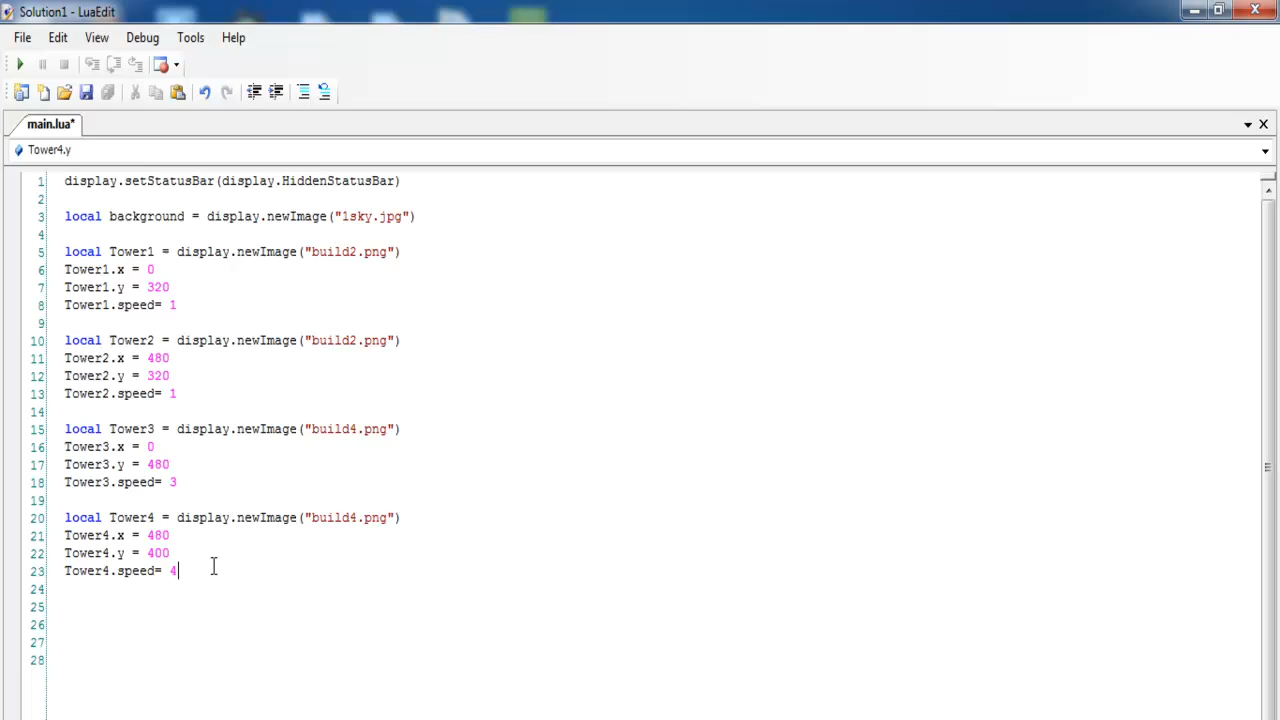 Solution1 - LuaEdit
File Edit View Debug Tools Help
main.lua*
Tower4.y
1 display.setStatusBar(display.HiddenStatusBar)
2
3 local background = display.newImage("1sky.jpg")
4
5 local Tower1 = display.newImage("build2.png")
6 Tower1.x = 0
7 Tower1.y = 320
8 Tower1.speed= 1
9
10 local Tower2 = display.newImage("build2.png")
11 Tower2.x = 480
12 Tower2.y = 320
13 Tower2.speed= 1
14
15 local Tower3 = display.newImage("build4.png")
16 Tower3.x = 0
17 Tower3.y = 480
18 Tower3.speed= 3
19
20 local Tower4 = display.newImage("build4.png")
21 Tower4.x = 480
22 Tower4.y = 400
23 Tower4.speed= 4
24
25
26
27
28